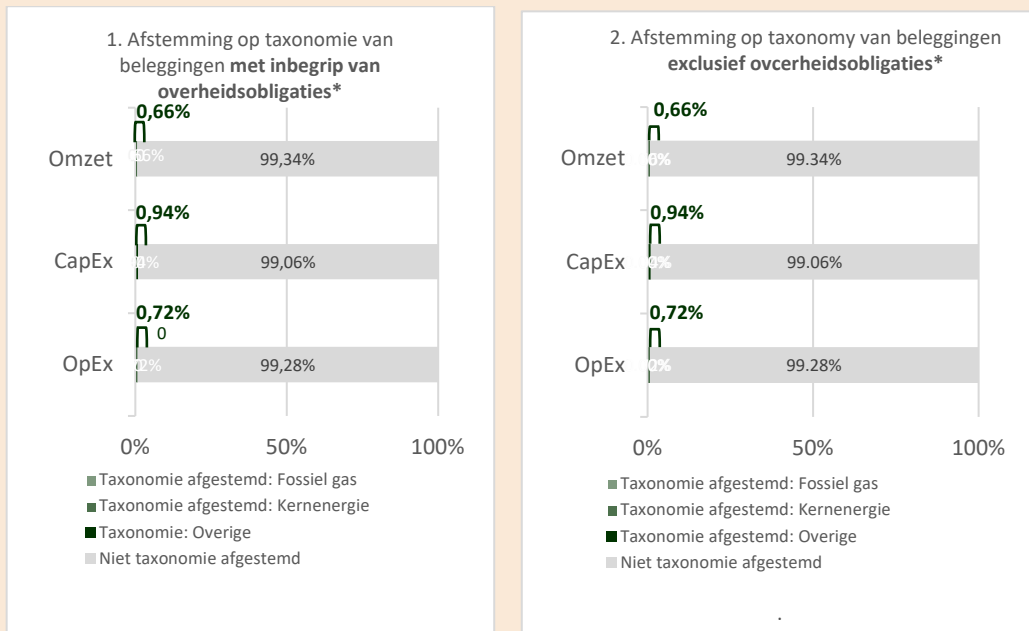 1. Afstemming op taxonomie van
beleggingen met inbegrip van
overheidsobligaties*
0,66%
Omzet
99,34%
0,94%
CapEx
99,06%
0,72%
0
OpEx
99,28%
0% 50% 100%
Taxonomie afgestemd: Fossiel gas
Taxonomie afgestemd: Kernenergie
Taxonomie: Overige
Niet taxonomie afgestemd
2. Afstemming op taxonomy van beleggingen
exclusief ovcerheidsobligaties*
0,66%
Omzet
99.34%
0,94%
CapEx
99.06%
0,72%
OpEx
99.28%
0% 50% 100%
Taxonomie afgestemd: Fossiel gas
Taxonomie afgestemd: Kernenergie
Taxonomie afgestemd: Overige
Niet taxonomie afgestemd
.